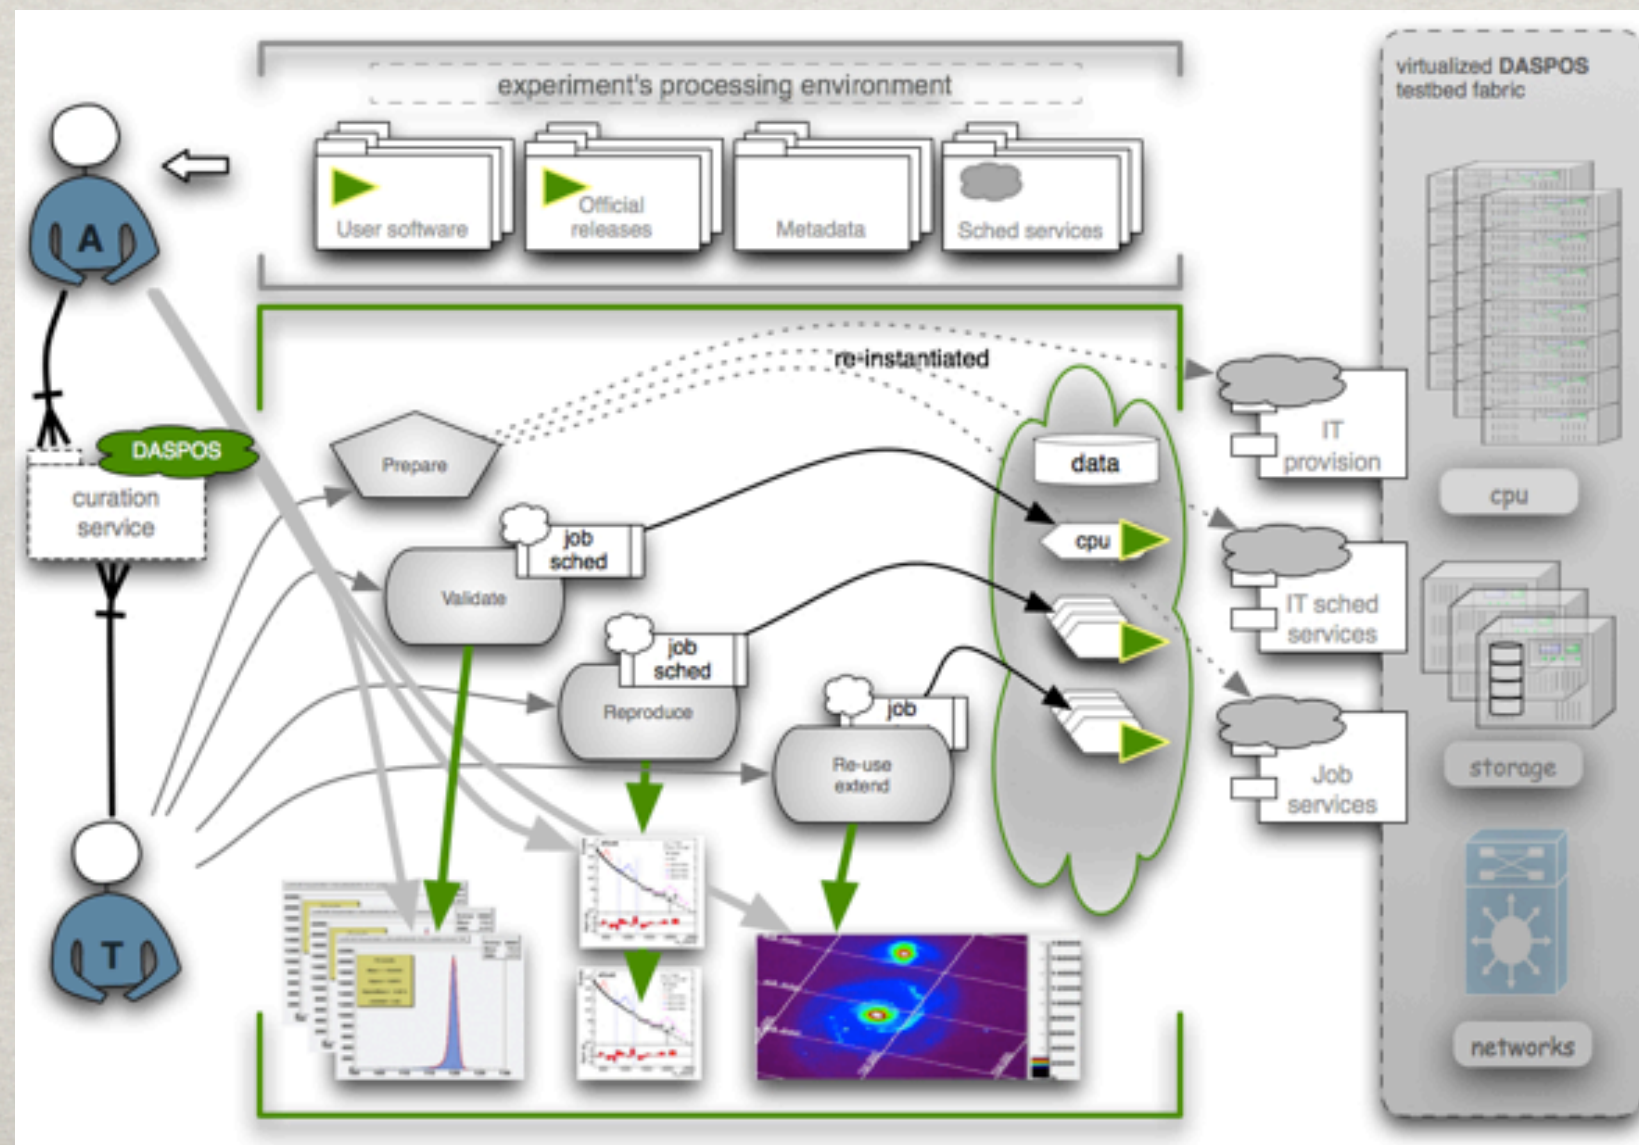 experiment's processing environment
virtualized DASPOS
testbed fabric
A
User software
Official
releases
Metadata
Sched services
re-instantiated
DASPOS
curation
service
Prepare
data
IT
provision
cpu
job
sched
cpu
Validate
job
sched
IT sched
services
Reproduce
job
Re-use
extend
Job
services
storage
T
networks